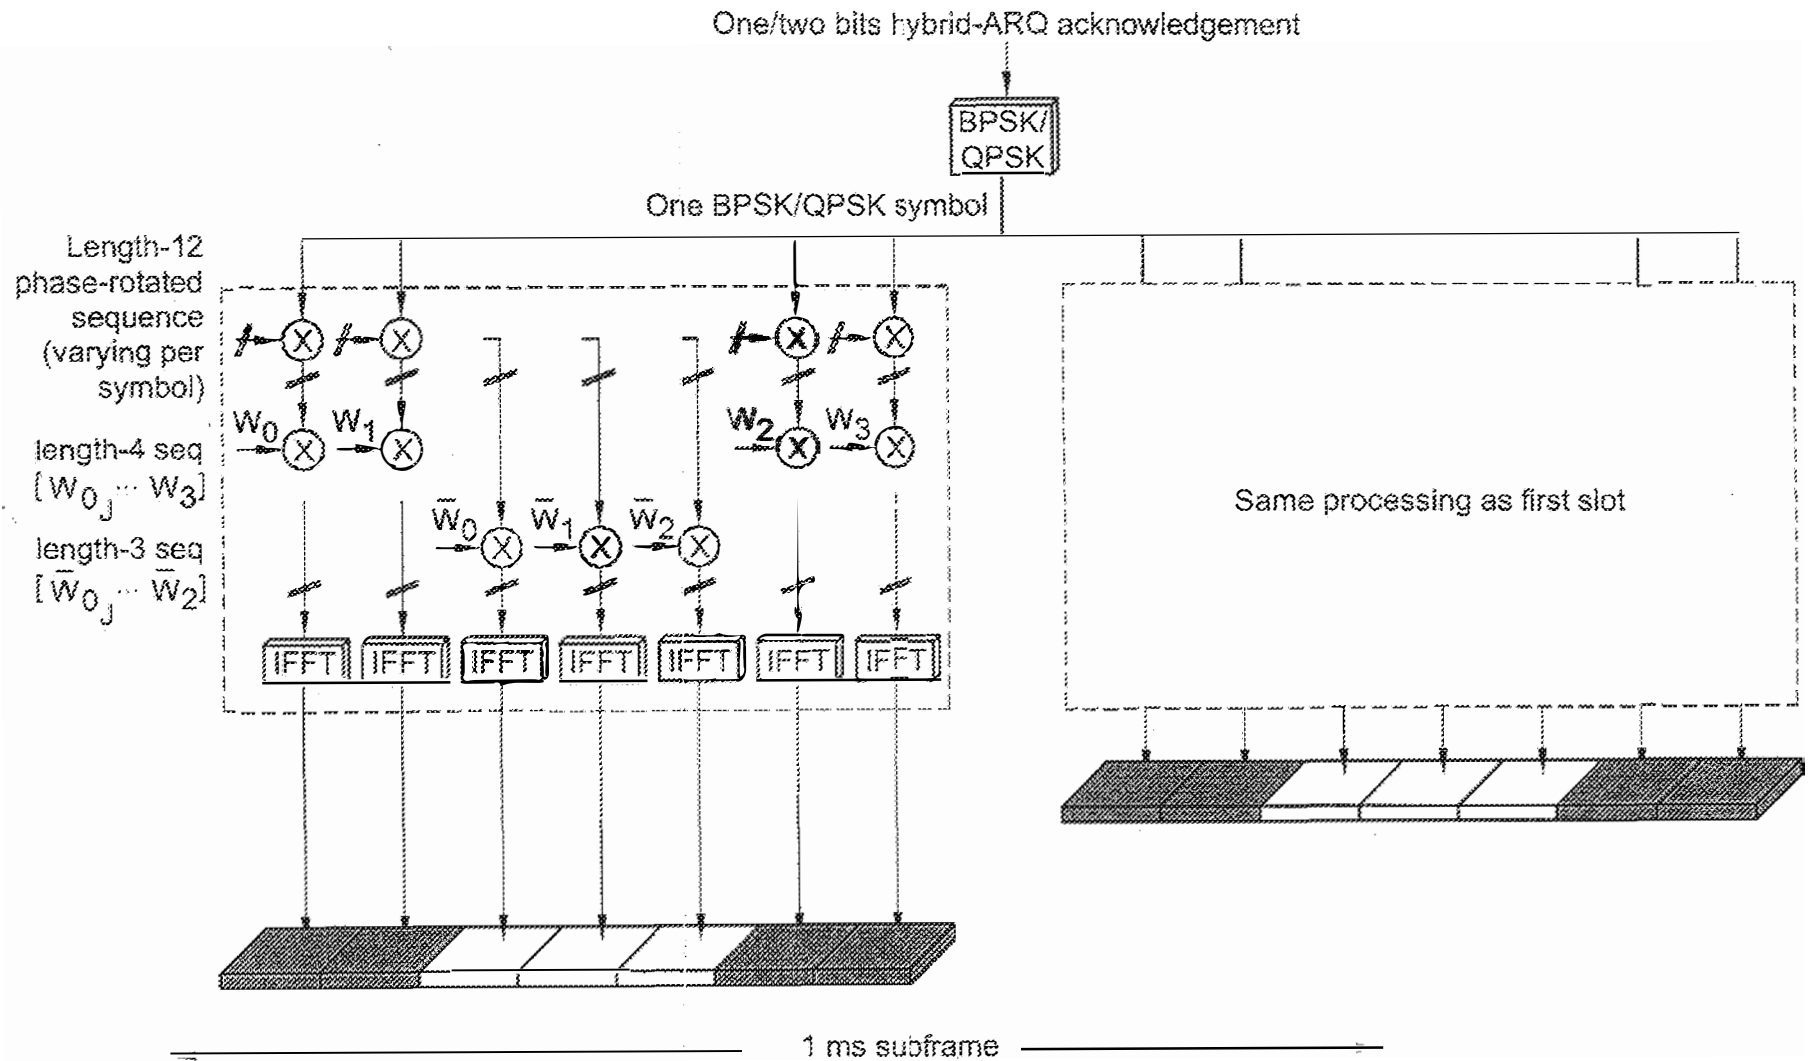 One/two bits hybrid-ARQ acknowledgement
BPSK/
QPSK
One BPSK/QPSK symbol
Length-12
phase-rotated
sequence
(varying per
symbol)
X X X X
W0 W1 W2 W3
X X X X
length-4 seq
[W0, ... W3]
W̅0 W̅1 W̅2
X X X
length-3 seq
[W̅0, ... W̅2]
IFFT IFFT IFFT IFFT IFFT IFFT IFFT
Same processing as first slot
1 ms subframe